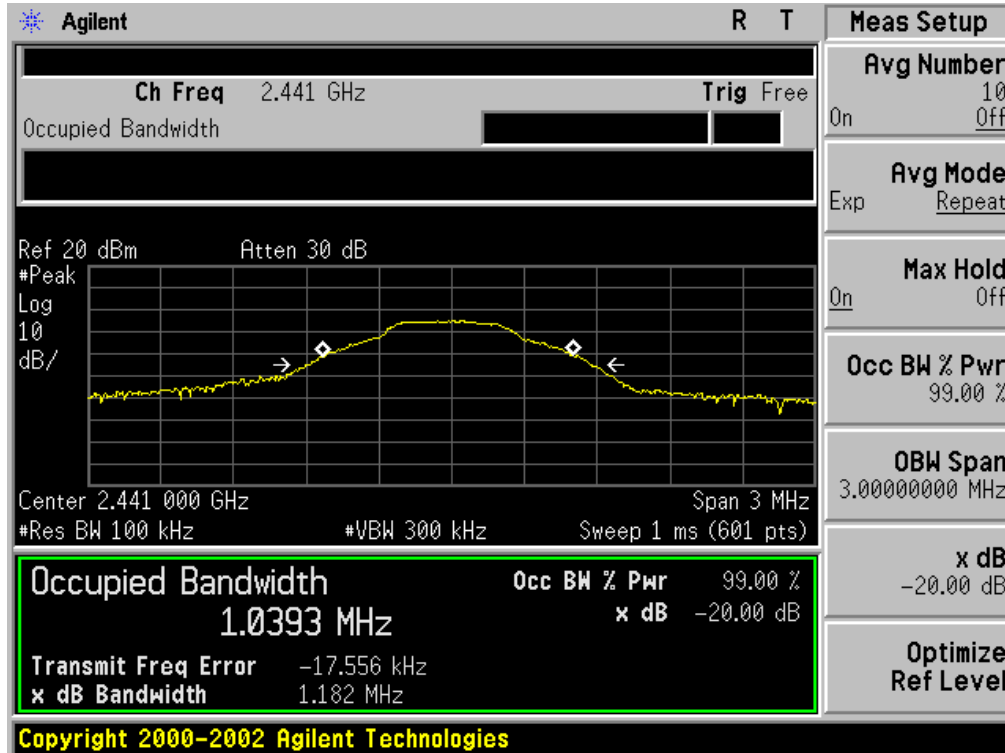 Agilent R T
Ch Freq 2.441 GHz Trig Free
Occupied Bandwidth
Ref 20 dBm Atten 30 dB
#Peak
Log
10
dB/
Center 2.441 000 GHz Span 3 MHz
#Res BW 100 kHz #VBW 300 kHz Sweep 1 ms (601 pts)
Occupied Bandwidth
1.0393 MHz
Occ BW % Pwr 99.00 %
x dB -20.00 dB
Transmit Freq Error -17.556 kHz
x dB Bandwidth 1.182 MHz
Copyright 2000-2002 Agilent Technologies
Meas Setup
Avg Number
10
On Off
Avg Mode
Exp Repeat
Max Hold
On Off
Occ BW % Pwr
99.00 %
OBW Span
3.00000000 MHz
x dB
-20.00 dB
Optimize
Ref Level